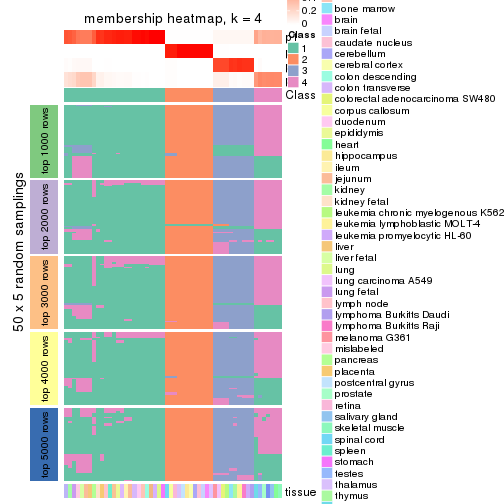 membership heatmap, k = 4
0.2
0
Class
1
2
3
4
Class
50 x 5 random samplings
top 1000 rows
top 2000 rows
top 3000 rows
top 4000 rows
top 5000 rows
tissue
bone marrow
brain
brain fetal
caudate nucleus
cerebellum
cerebral cortex
colon descending
colon transverse
colorectal adenocarcinoma SW480
corpus callosum
duodenum
epididymis
heart
hippocampus
ileum
jejunum
kidney
kidney fetal
leukemia chronic myelogenous K562
leukemia lymphoblastic MOLT-4
leukemia promyelocytic HL-60
liver
liver fetal
lung
lung carcinoma A549
lung fetal
lymph node
lymphoma Burkitts Daudi
lymphoma Burkitts Raji
melanoma G361
mislabeled
pancreas
placenta
postcentral gyrus
prostate
retina
salivary gland
skeletal muscle
spinal cord
spleen
stomach
testes
thalamus
thymus